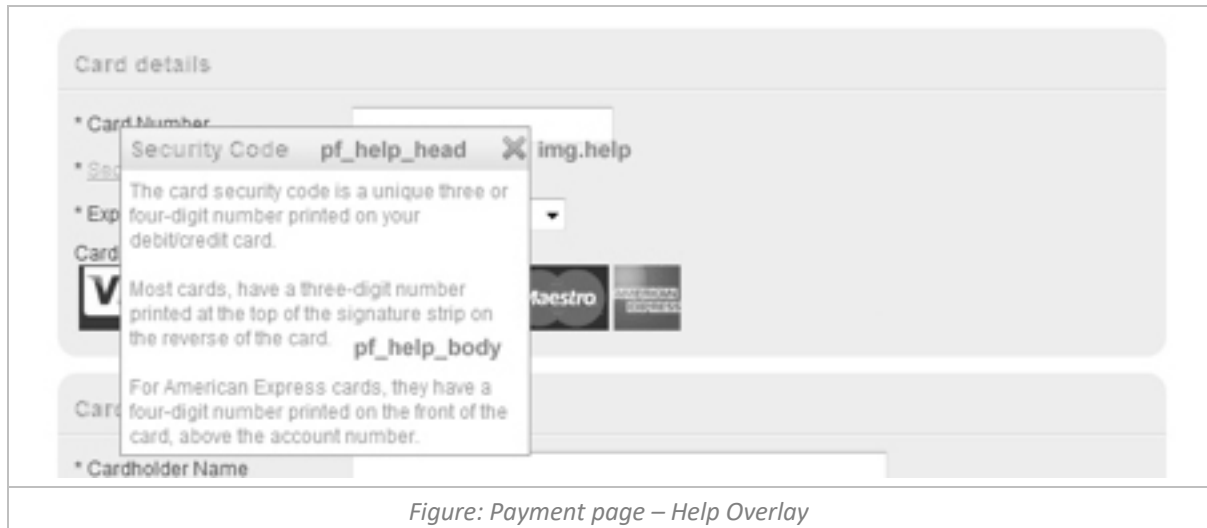 Card details
* Card Number
Security Code pf_help_head img.help
* Sec
The card security code is a unique three or
* Exp four-digit number printed on your
debit/credit card.
Card
Most cards, have a three-digit number
printed at the top of the signature strip on
the reverse of the card.
V
Maestro
AMERICAN EXPRESS
pf_help_body
For American Express cards, they have a
Card four-digit number printed on the front of the
card, above the account number.
* Cardholder Name
Figure: Payment page – Help Overlay